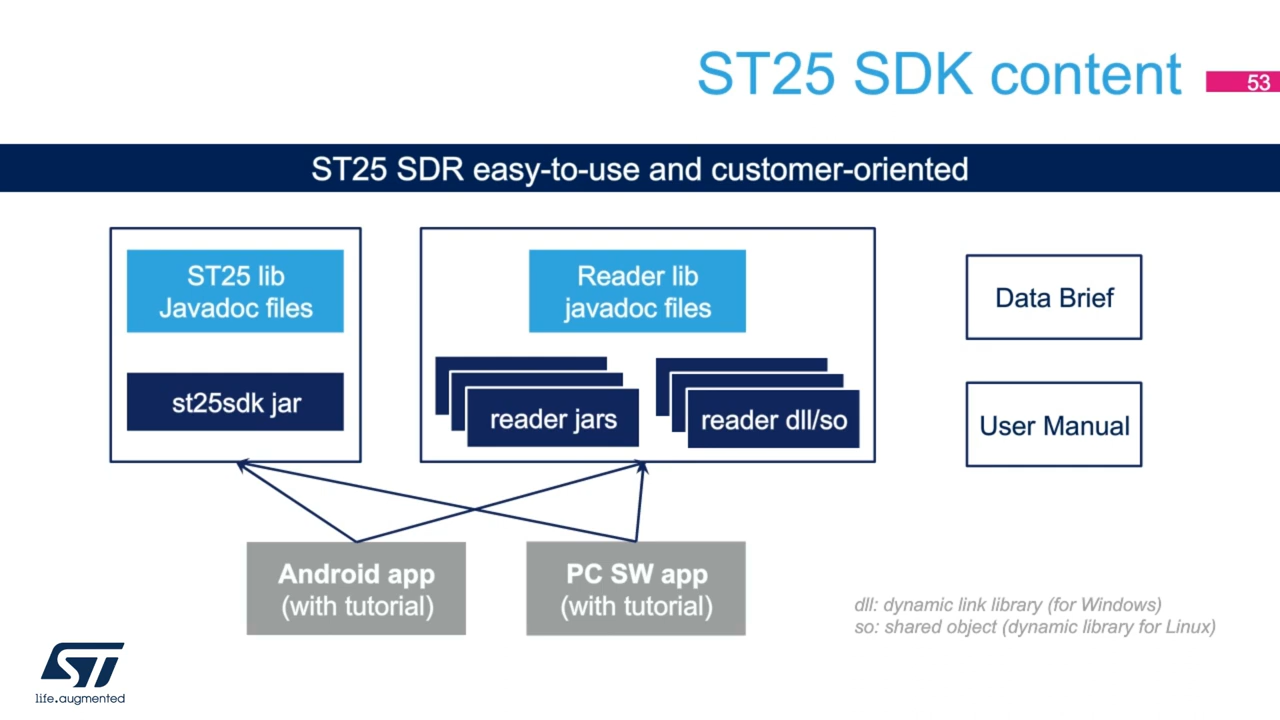 ST25 SDK content
53
ST25 SDR easy-to-use and customer-oriented
ST25 lib
Javadoc files
st25sdk jar
Reader lib
javadoc files
reader jars
reader dll/so
Data Brief
User Manual
Android app
(with tutorial)
PC SW app
(with tutorial)
dll: dynamic link library (for Windows)
so: shared object (dynamic library for Linux)
ST
life.augmented